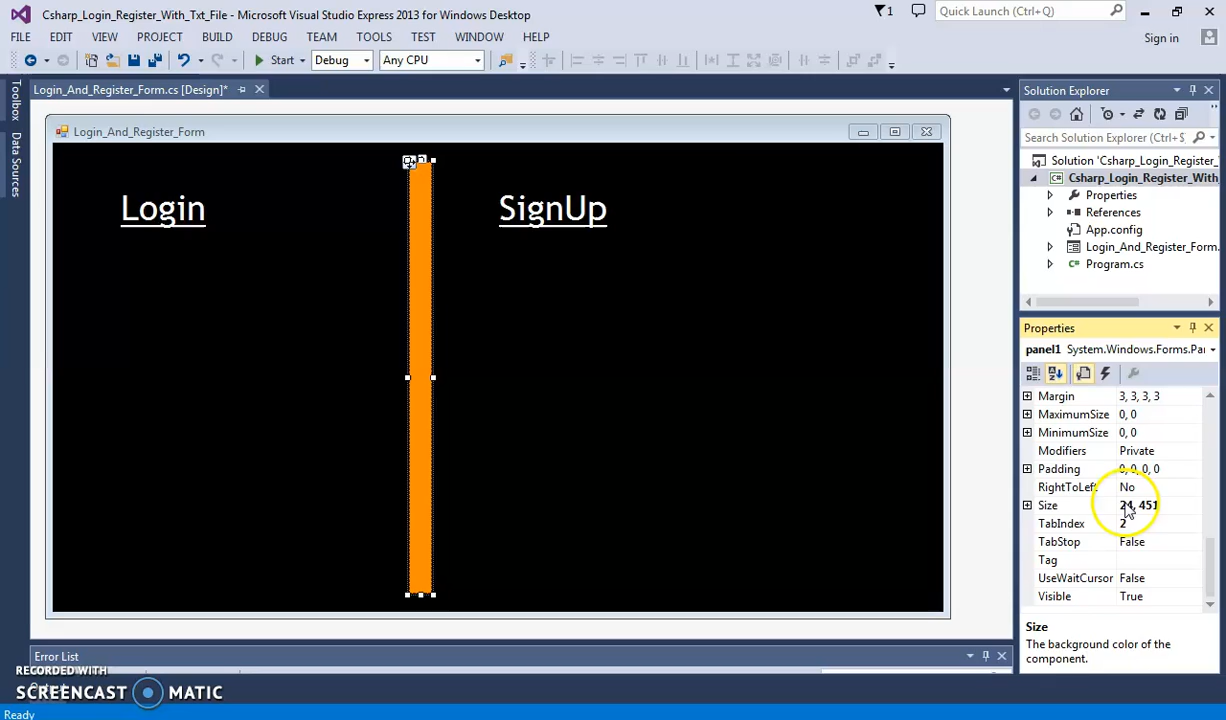 Csharp_Login_Register_With_Txt_File - Microsoft Visual Studio Express 2013 for Windows Desktop
1
Quick Launch (Ctrl+Q)
FILE EDIT VIEW PROJECT BUILD DEBUG TEAM TOOLS TEST WINDOW HELP
Sign in
Start Debug Any CPU
Toolbox
Data Sources
Login_And_Register_Form.cs [Design]*
Login_And_Register_Form
Login
SignUp
Solution Explorer
Search Solution Explorer (Ctrl+$
Solution 'Csharp_Login_Register_
Csharp_Login_Register_With_
Properties
References
App.config
Login_And_Register_Form.
Program.cs
Properties
panel1 System.Windows.Forms.Pa
Margin 3, 3, 3, 3
MaximumSize 0, 0
MinimumSize 0, 0
Modifiers Private
Padding 0, 0, 0, 0
RightToLeft No
Size 24, 451
TabIndex 2
TabStop False
Tag
UseWaitCursor False
Visible True
Size
The background color of the
component.
Error List
RECORDED WITH
SCREENCAST MATIC
Ready